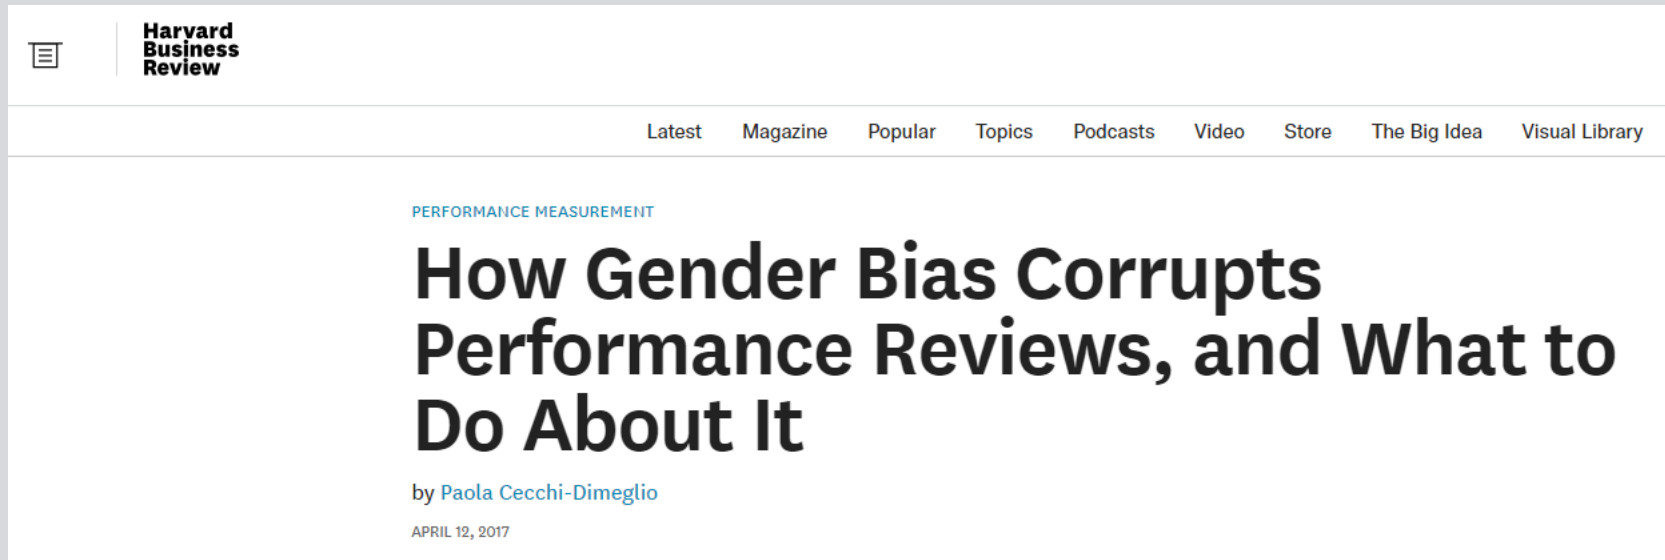 Harvard
Business
Review
Latest Magazine Popular Topics Podcasts Video Store The Big Idea Visual Library
PERFORMANCE MEASUREMENT
How Gender Bias Corrupts
Performance Reviews, and What to
Do About It
by Paola Cecchi-Dimeglio
APRIL 12, 2017